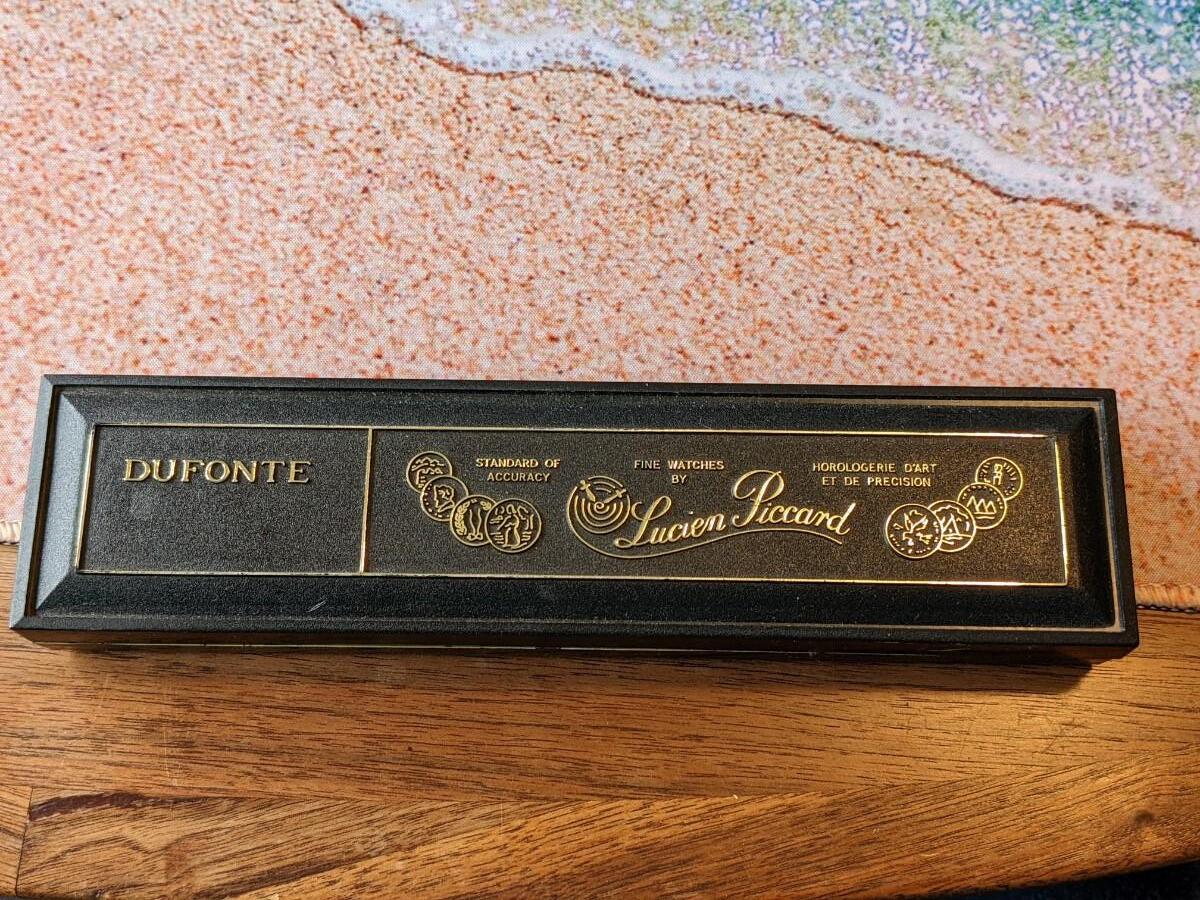 DUFONTE
STANDARD OF
ACCURACY
FINE WATCHES
BY
Lucien Piccard
HOROLOGERIE D'ART
ET DE PRECISION